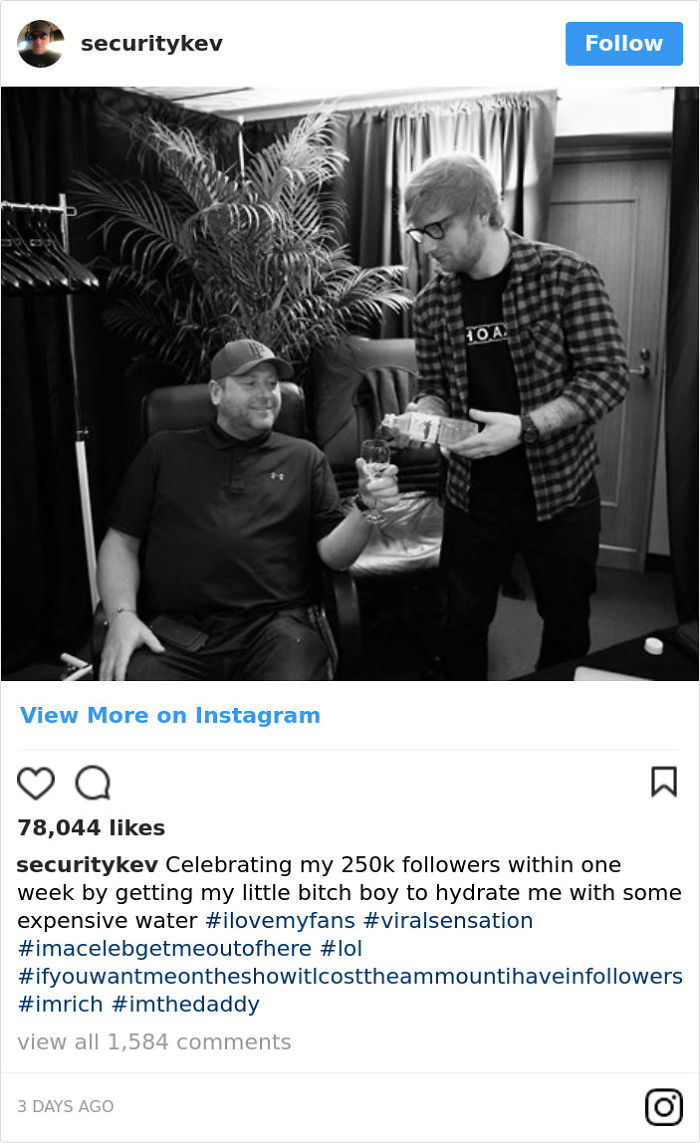 securitykev
Follow
HOA
View More on Instagram
78,044 likes
securitykev Celebrating my 250k followers within one
week by getting my little bitch boy to hydrate me with some
expensive water #ilovemyfans #viralsensation
#imacelebgetmeoutofhere #lol
#ifyouwantmeontheshowitlcosttheammountihaveinfollowers
#imrich #imthedaddy
view all 1,584 comments
3 DAYS AGO